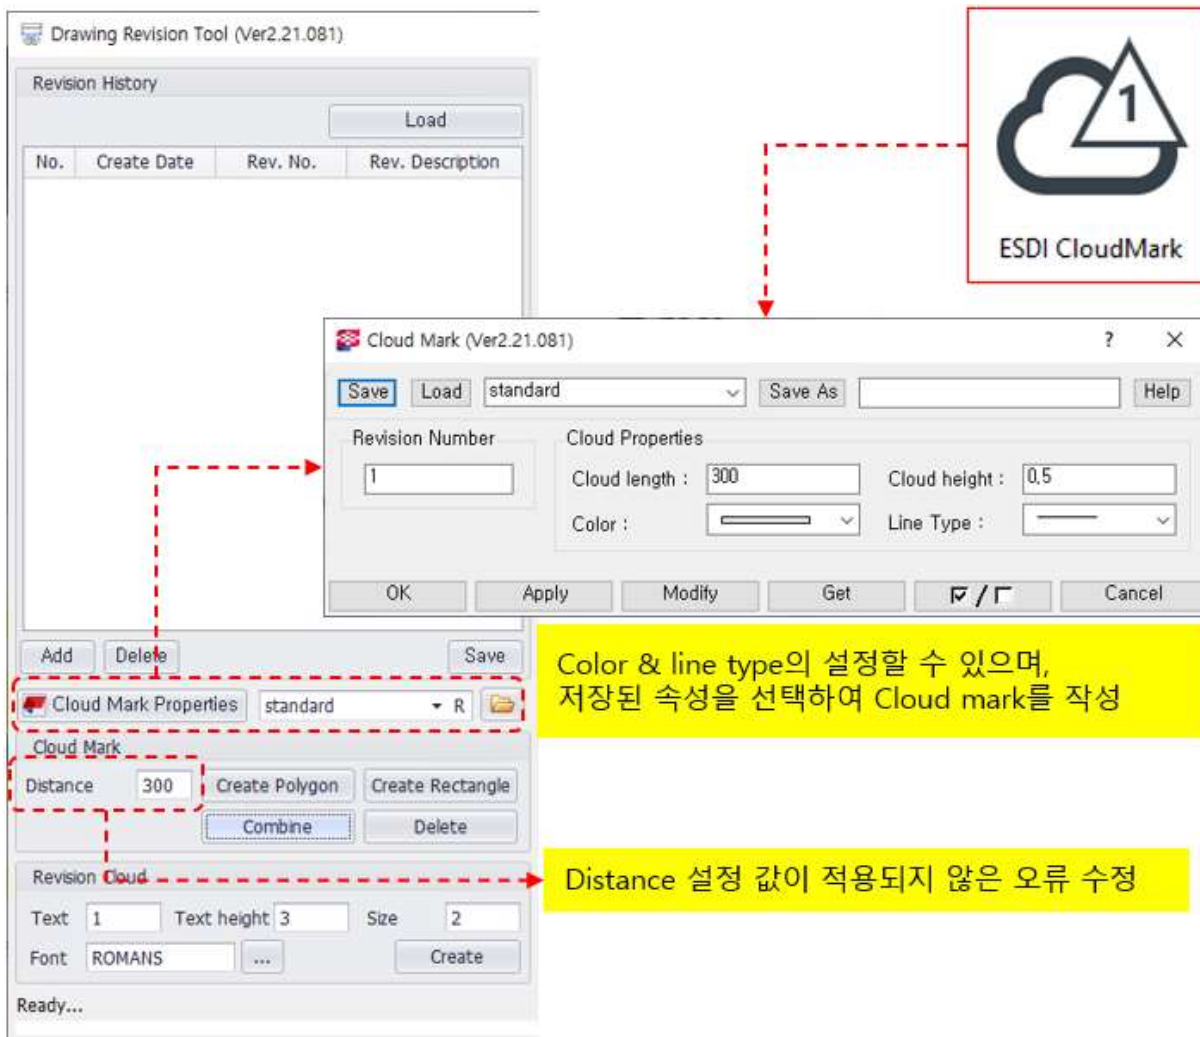 Drawing Revision Tool (Ver2.21.081)
Revision History
Load
No. Create Date Rev. No. Rev. Description
1
ESDI CloudMark
Cloud Mark (Ver2.21.081) ?
Save Load standard Save As Help
Revision Number Cloud Properties
1 Cloud length : 300 Cloud height : 0.5
Color : Line Type :
OK Apply Modify Get / Cancel
Add Delete Save
Color & line type의 설정할 수 있으며,
저장된 속성을 선택하여 Cloud mark를 작성
Cloud Mark Properties standard R
Cloud Mark
Distance 300 Create Polygon Create Rectangle
Combine Delete
Distance 설정 값이 적용되지 않은 오류 수정
Revision Cloud
Text 1 Text height 3 Size 2
Font ROMANS ... Create
Ready...